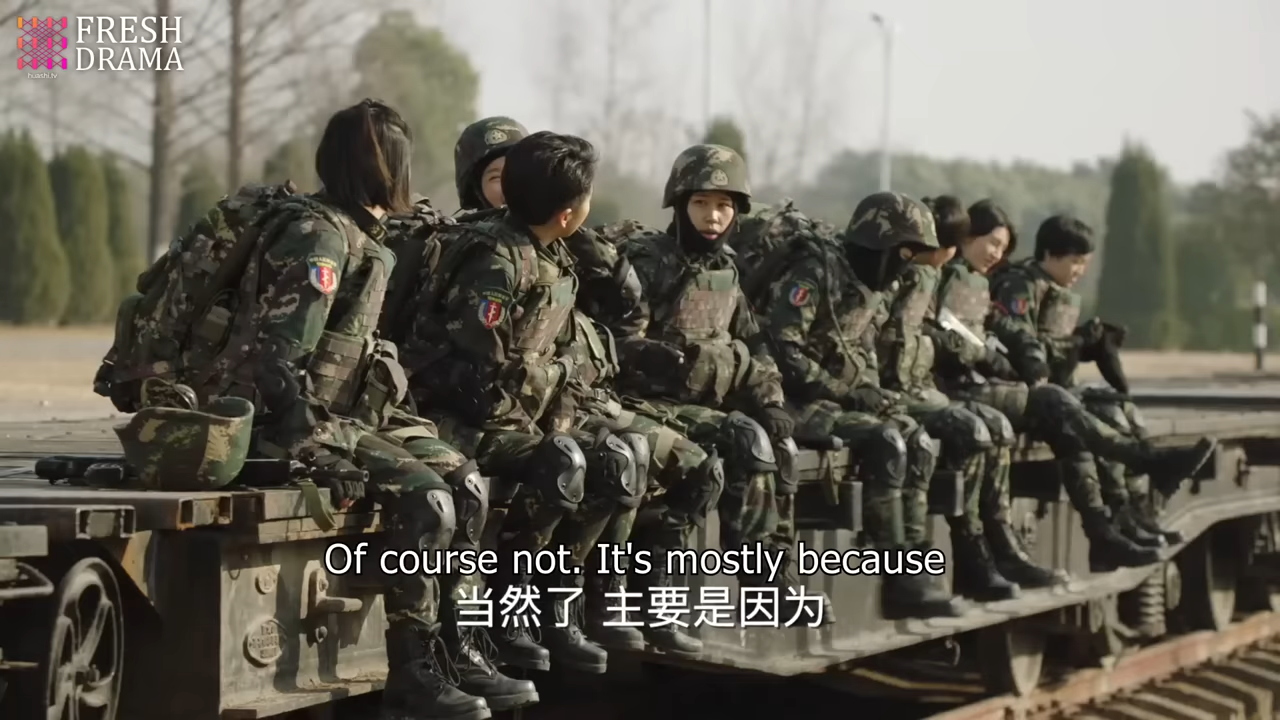 FRESH
DRAMA
huashi.tv
Of course not. It's mostly because
当然了 主要是因为